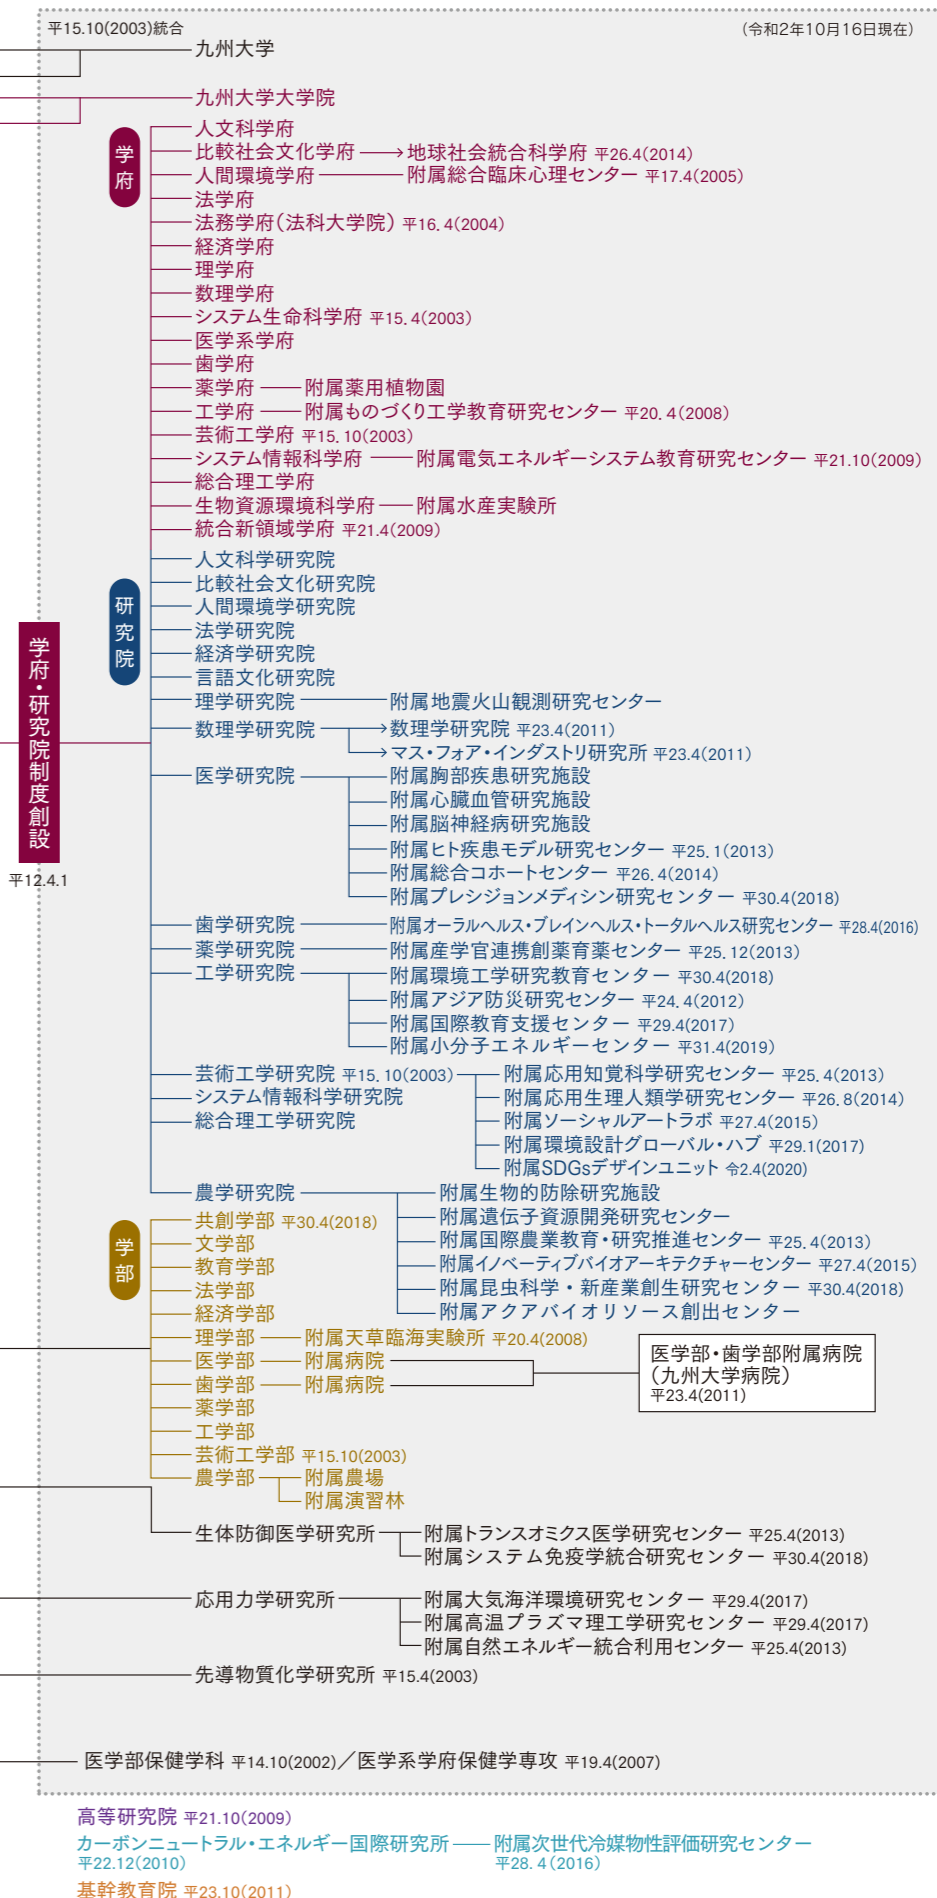 平15.10(2003)統合
(令和2年10月16日現在)
九州大学
九州大学大学院
学府
人文科学府
比較社会文化学府 地球社会統合科学府 平26.4(2014)
人間環境学府 附属総合臨床心理センター 平17.4(2005)
法学府
法務学府(法科大学院) 平16.4(2004)
経済学府
理学府
数理学府
システム生命科学府 平15.4(2003)
医学系学府
歯学府
薬学府 附属薬用植物園
工学府 附属ものづくり工学教育研究センター 平20.4(2008)
芸術工学府 平15.10(2003)
システム情報科学府 附属電気エネルギーシステム教育研究センター 平21.10(2009)
総合理工学府
生物資源環境科学府 附属水産実験所
統合新領域学府 平21.4(2009)
学府・研究院制度創設
平12.4.1
研究院
人文科学研究院
比較社会文化研究院
人間環境学研究院
法学研究院
経済学研究院
言語文化研究院
理学研究院 附属地震火山観測研究センター
数理学研究院 数理学研究院 平23.4(2011)
マス・フォア・インダストリ研究所 平23.4(2011)
医学研究院 附属胸部疾患研究施設
附属心臓血管研究施設
附属脳神経病研究施設
附属ヒト疾患モデル研究センター 平25.1(2013)
附属総合コホートセンター 平26.4(2014)
附属プレシジョンメディシン研究センター 平30.4(2018)
歯学研究院 附属オーラルヘルス・ブレインヘルス・トータルヘルス研究センター 平28.4(2016)
薬学研究院 附属産学官連携創薬育薬センター 平25.12(2013)
工学研究院 附属環境工学研究教育センター 平30.4(2018)
附属アジア防災研究センター 平24.4(2012)
附属国際教育支援センター 平29.4(2017)
附属小分子エネルギーセンター 平31.4(2019)
芸術工学研究院 平15.10(2003) 附属応用知覚科学研究センター 平25.4(2013)
システム情報科学研究院 附属応用生理人類学研究センター 平26.8(2014)
総合理工学研究院 附属ソーシャルアートラボ 平27.4(2015)
附属環境設計グローバル・ハブ 平29.1(2017)
附属SDGsデザインユニット 令2.4(2020)
農学研究院 附属生物的防除研究施設
附属遺伝子資源開発研究センター
附属国際農業教育・研究推進センター 平25.4(2013)
附属イノベーティブバイオアーキテクチャーセンター 平27.4(2015)
附属昆虫科学・新産業創生研究センター 平30.4(2018)
附属アクアバイオリソース創出センター
学部
共創学部 平30.4(2018)
文学部
教育学部
法学部
経済学部
理学部 附属天草臨海実験所 平20.4(2008)
医学部 附属病院
歯学部 附属病院
医学部・歯学部附属病院
(九州大学病院)
平23.4(2011)
薬学部
工学部
芸術工学部 平15.10(2003)
農学部 附属農場
附属演習林
生体防御医学研究所 附属トランスオミクス医学研究センター 平25.4(2013)
附属システム免疫学統合研究センター 平30.4(2018)
応用力学研究所 附属大気海洋環境研究センター 平29.4(2017)
附属高温プラズマ理工学研究センター 平29.4(2017)
附属自然エネルギー統合利用センター 平25.4(2013)
先導物質化学研究所 平15.4(2003)
医学部保健学科 平14.10(2002)/医学系学府保健学専攻 平19.4(2007)
高等研究院 平21.10(2009)
カーボンニュートラル・エネルギー国際研究所 附属次世代冷媒物性評価研究センター
平22.12(2010) 平28.4(2016)
基幹教育院 平23.10(2011)